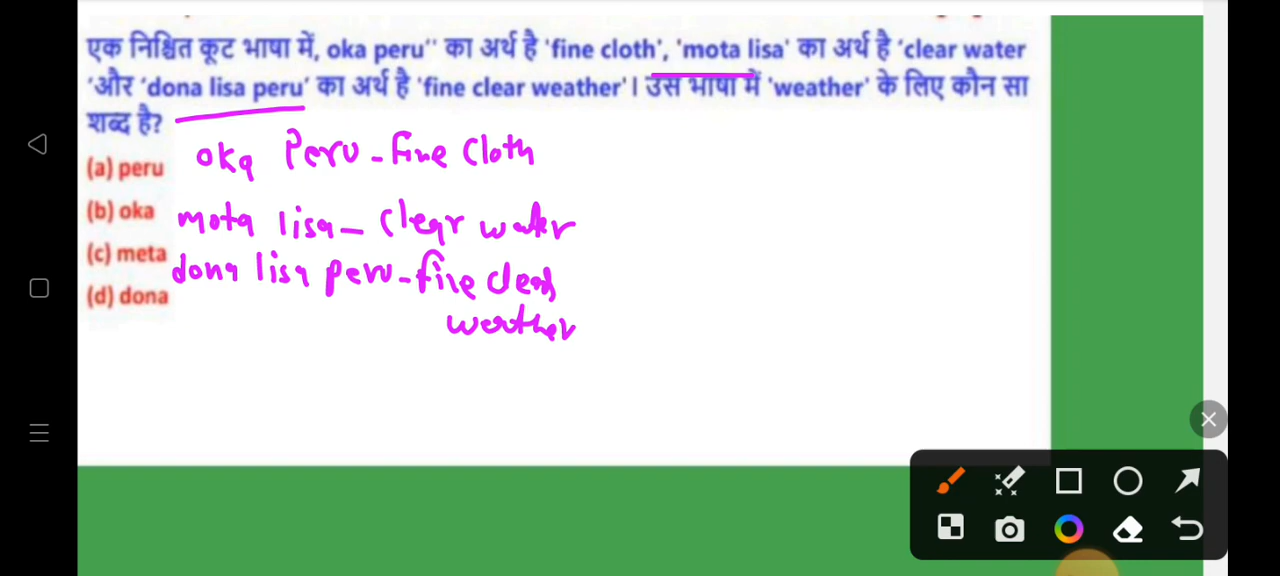 एक निश्चित कूट भाषा में, oka peru'' का अर्थ है 'fine cloth', 'mota lisa' का अर्थ है 'clear water
'और 'dona lisa peru' का अर्थ है 'fine clear weather'। उस भाषा में 'weather' के लिए कौन सा
शब्द है?
oka Peru - fine cloth
(a) peru
(b) oka
mota lisa - clear water
(c) meta
dona lisa peru - fine clear
(d) dona
weather